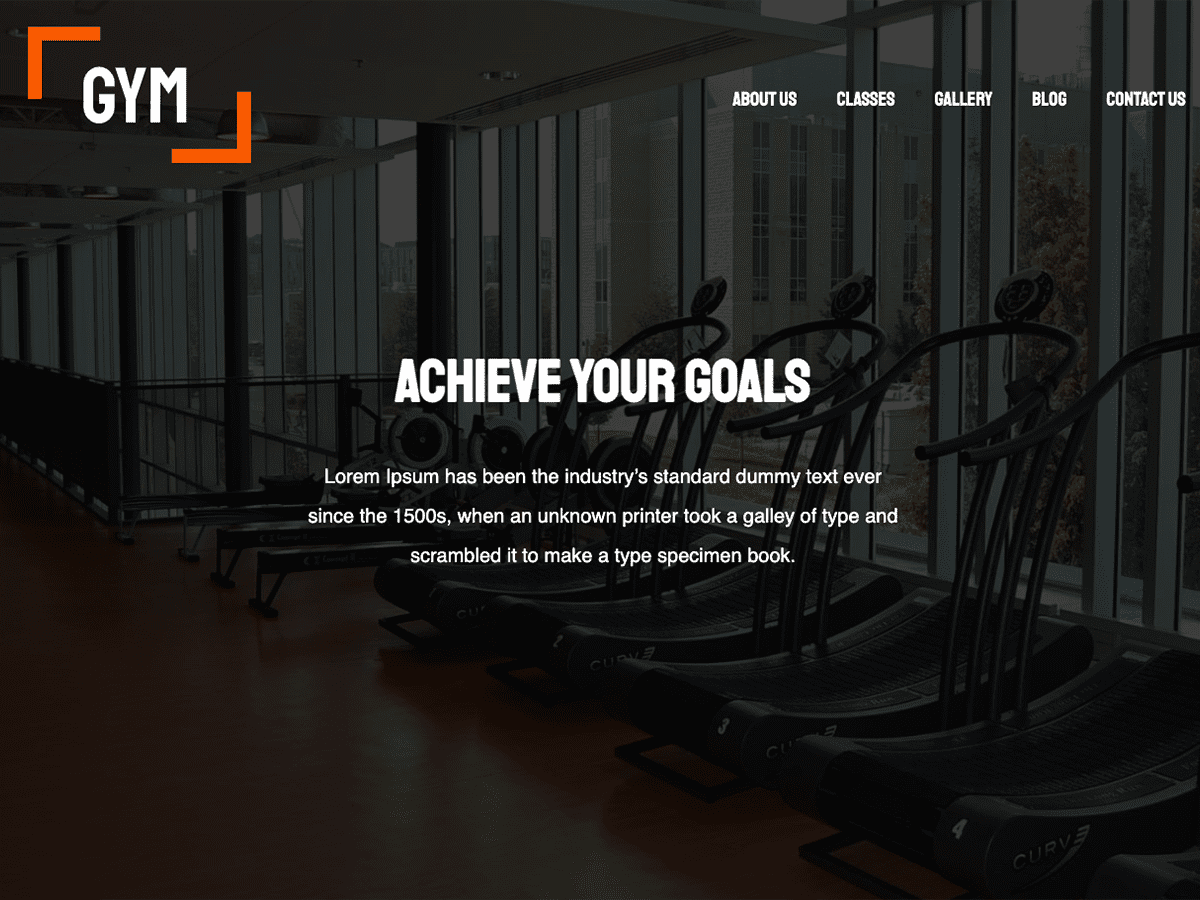 GYM
ABOUT US CLASSES GALLERY BLOG CONTACT US
ACHIEVE YOUR GOALS
Lorem Ipsum has been the industry’s standard dummy text ever
since the 1500s, when an unknown printer took a galley of type and
scrambled it to make a type specimen book.
CURV
3
CURV
4
CURVE